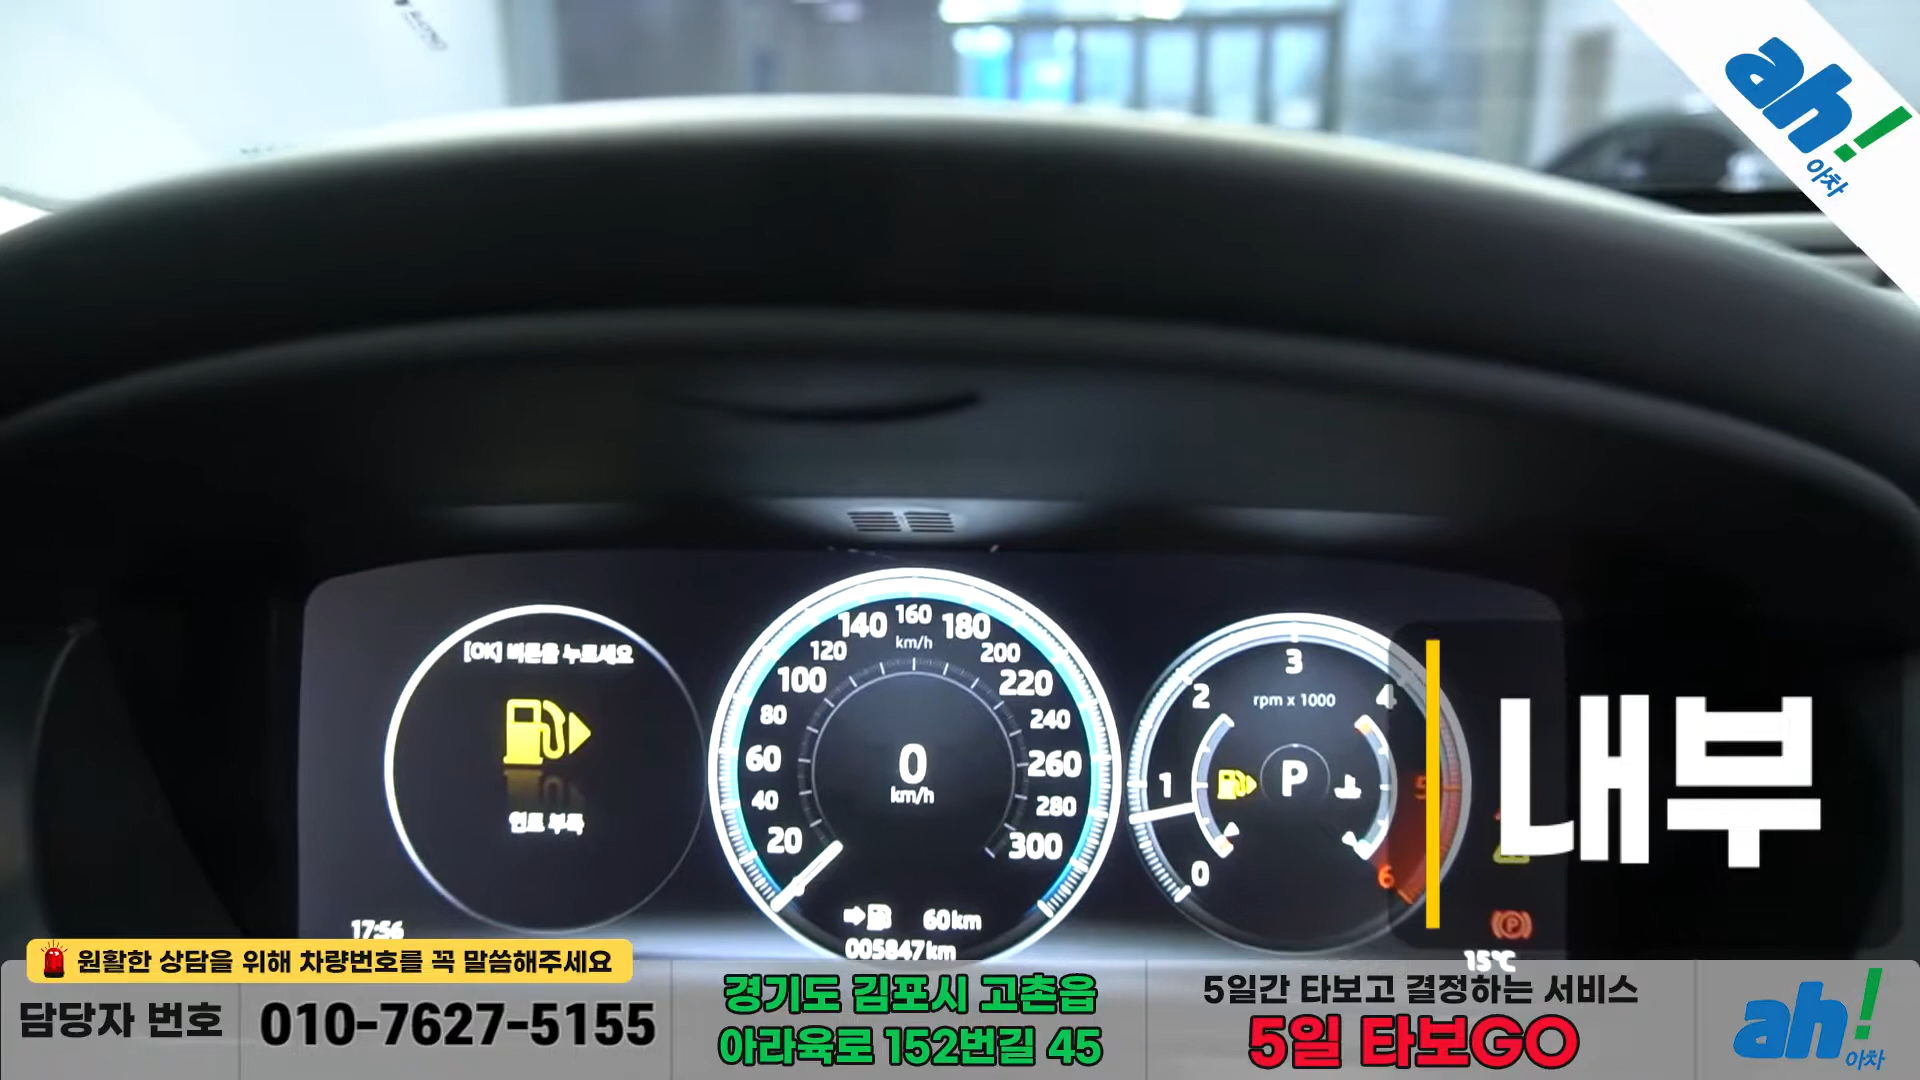 ah!
아차
[OK] 버튼을 누르세요
연료 부족
17:56
0
20
40
60
80
100
120
140
160
180
200
220
240
260
280
300
km/h
0
km/h
60km
005847km
0
1
2
3
4
5
6
rpm x 1000
P
15℃
내부
원활한 상담을 위해 차량번호를 꼭 말씀해주세요
담당자 번호
010-7627-5155
경기도 김포시 고촌읍
아라육로 152번길 45
5일간 타보고 결정하는 서비스
5일 타보GO
ah!
아차